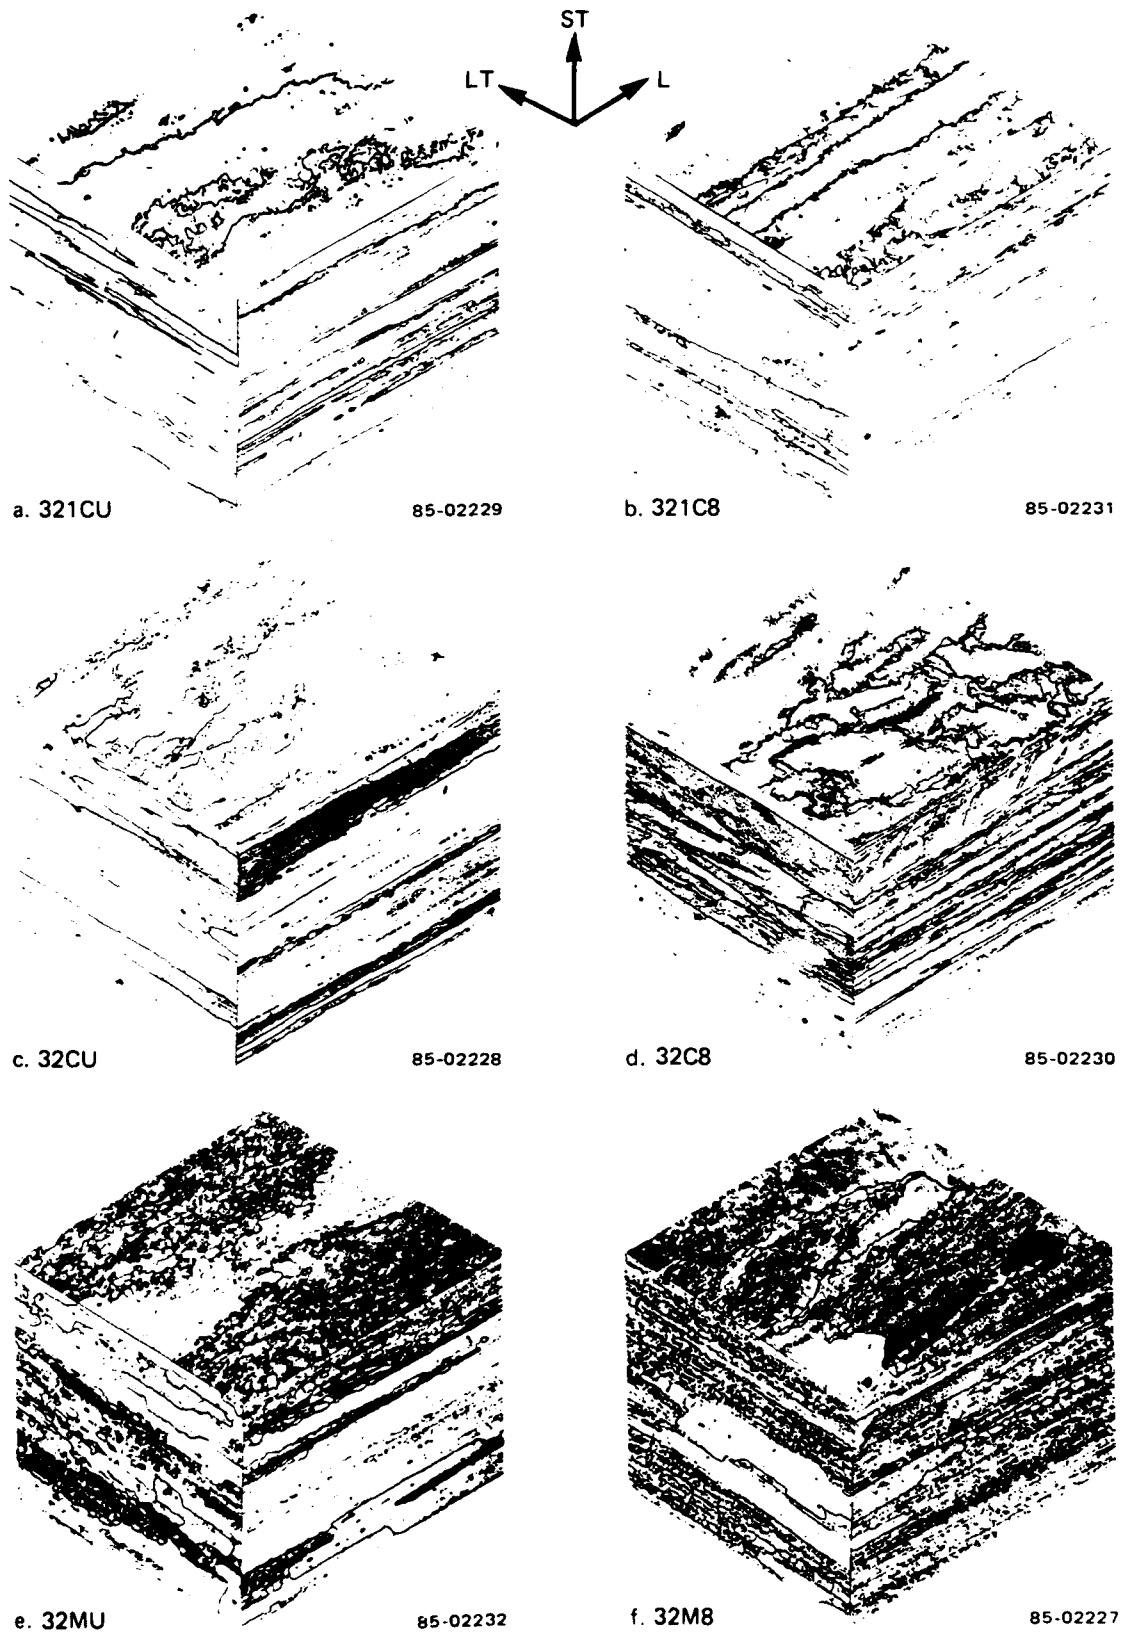 ST
LT
L
a. 321CU 85-02229
b. 321C8 85-02231
c. 32CU 85-02228
d. 32C8 85-02230
e. 32MU 85-02232
f. 32M8 85-02227